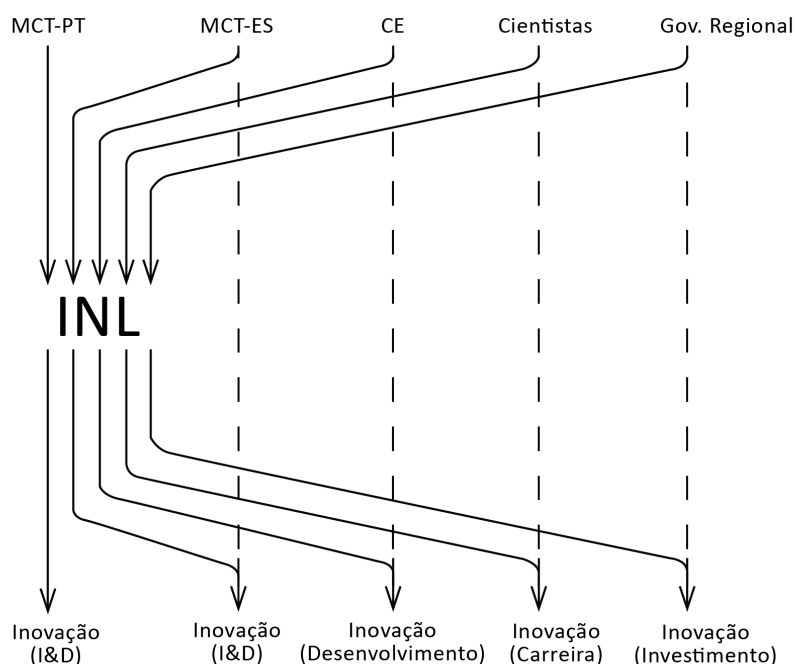 MCT-PT
MCT-ES
CE
Cientistas
Gov. Regional
INL
Inovação
(I&D)
Inovação
(I&D)
Inovação
(Desenvolvimento)
Inovação
(Carreira)
Inovação
(Investimento)